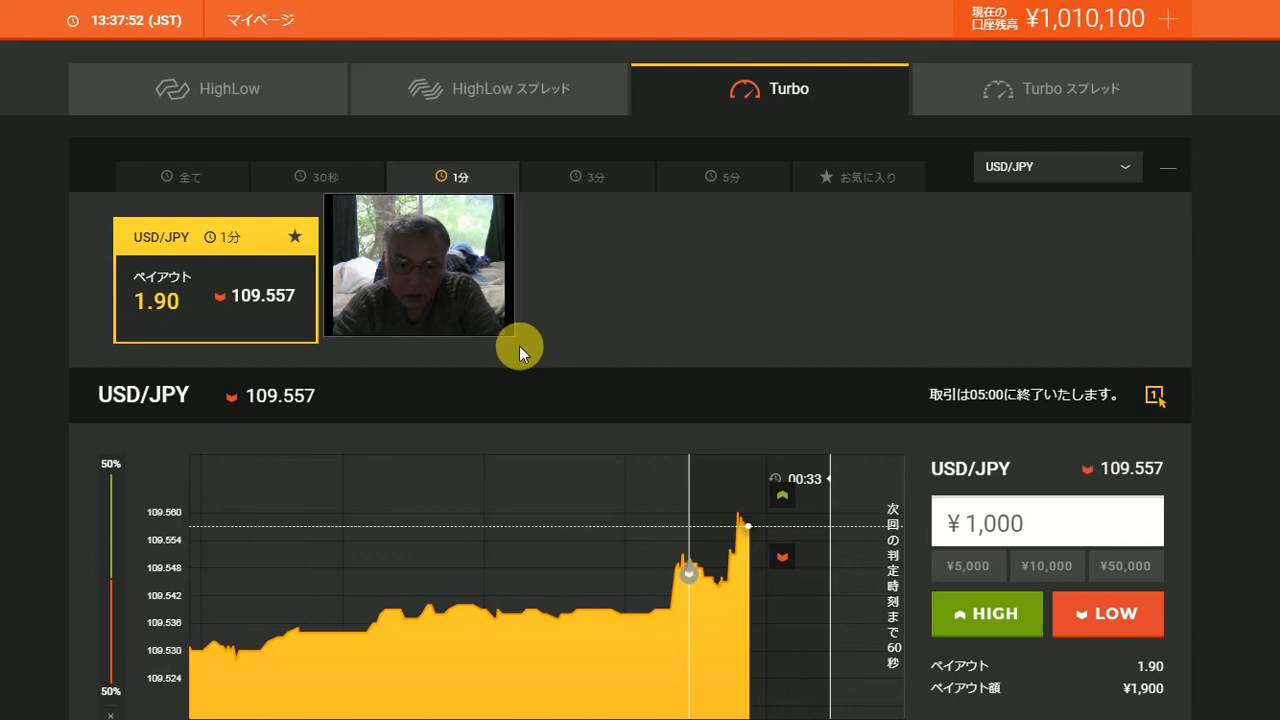 13:37:52 (JST)
マイページ
現在の
口座残高
¥1,010,100
HighLow
HighLow スプレッド
Turbo
Turbo スプレッド
全て
30秒
1分
3分
5分
お気に入り
USD/JPY
USD/JPY 1分
ペイアウト
1.90
109.557
USD/JPY 109.557
取引は05:00に終了いたします。
1
50%
50%
×
109.560
109.554
109.548
109.542
109.536
109.530
109.524
00:33
次回の判定時刻まで60秒
USD/JPY 109.557
¥ 1,000
¥5,000
¥10,000
¥50,000
HIGH
LOW
ペイアウト 1.90
ペイアウト額 ¥1,900